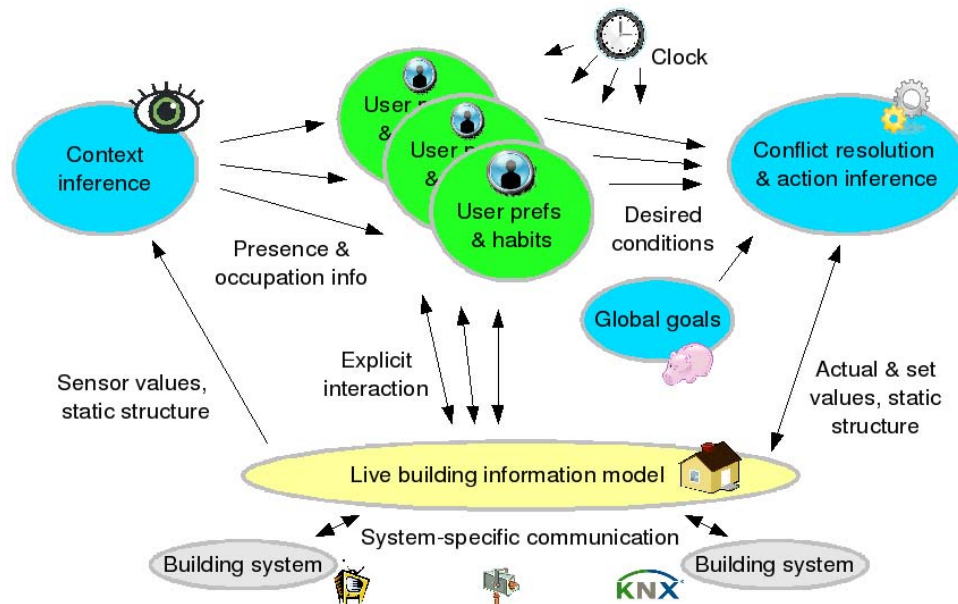 Clock
User p
&
User p
&
User prefs
& habits
Context
inference
Conflict resolution
& action inference
Presence &
occupation info
Desired
conditions
Global goals
Explicit
interaction
Sensor values,
static structure
Actual & set
values, static
structure
Live building information model
System-specific communication
Building system
Building system
KNX